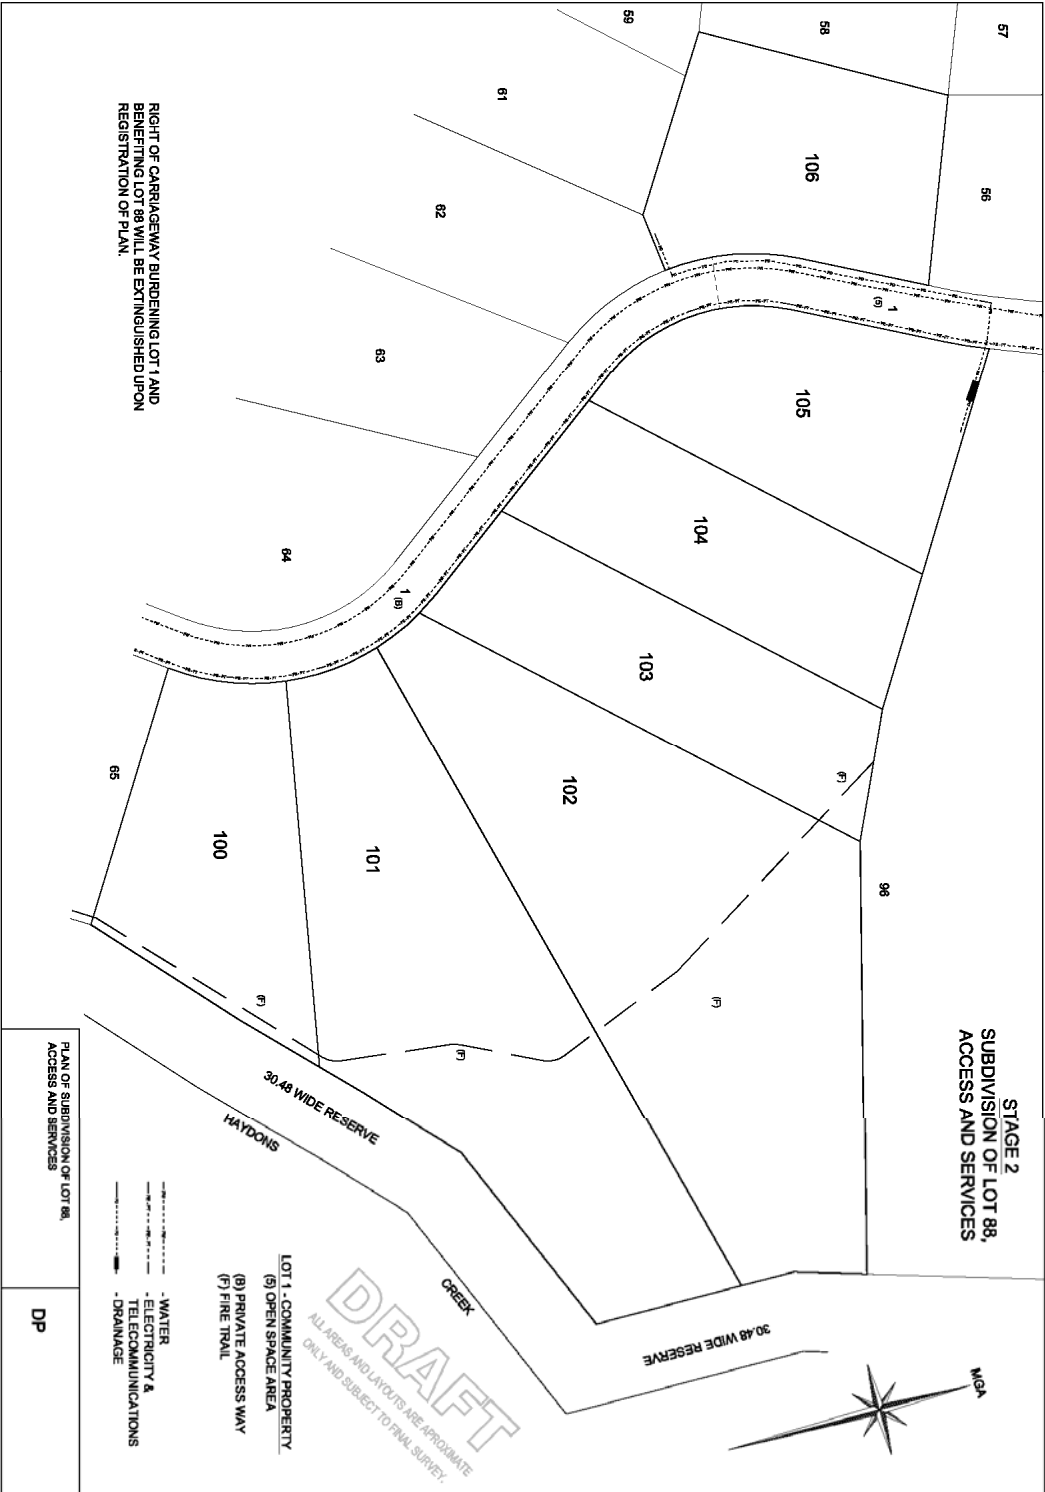 STAGE 2
SUBDIVISION OF LOT 88,
ACCESS AND SERVICES
57
58
59
56
106
61
62
63
64
65
1
(5)
105
104
103
102
101
100
1
(B)
96
(F)
(F)
(F)
(F)
RIGHT OF CARRIAGEWAY BURDENING LOT 1 AND
BENEFITING LOT 88 WILL BE EXTINGUISHED UPON
REGISTRATION OF PLAN.
30.48 WIDE RESERVE
HAYDONS
CREEK
30.48 WIDE RESERVE
MGA
DRAFT
ALL AREAS AND LAYOUTS ARE APROXIMATE
ONLY AND SUBJECT TO FINAL SURVEY.
LOT 1 - COMMUNITY PROPERTY
(5) OPEN SPACE AREA
(B) PRIVATE ACCESS WAY
(F) FIRE TRAIL
- WATER
- ELECTRICITY &
TELECOMMUNICATIONS
- DRAINAGE
PLAN OF SUBDIVISION OF LOT 88,
ACCESS AND SERVICES
DP